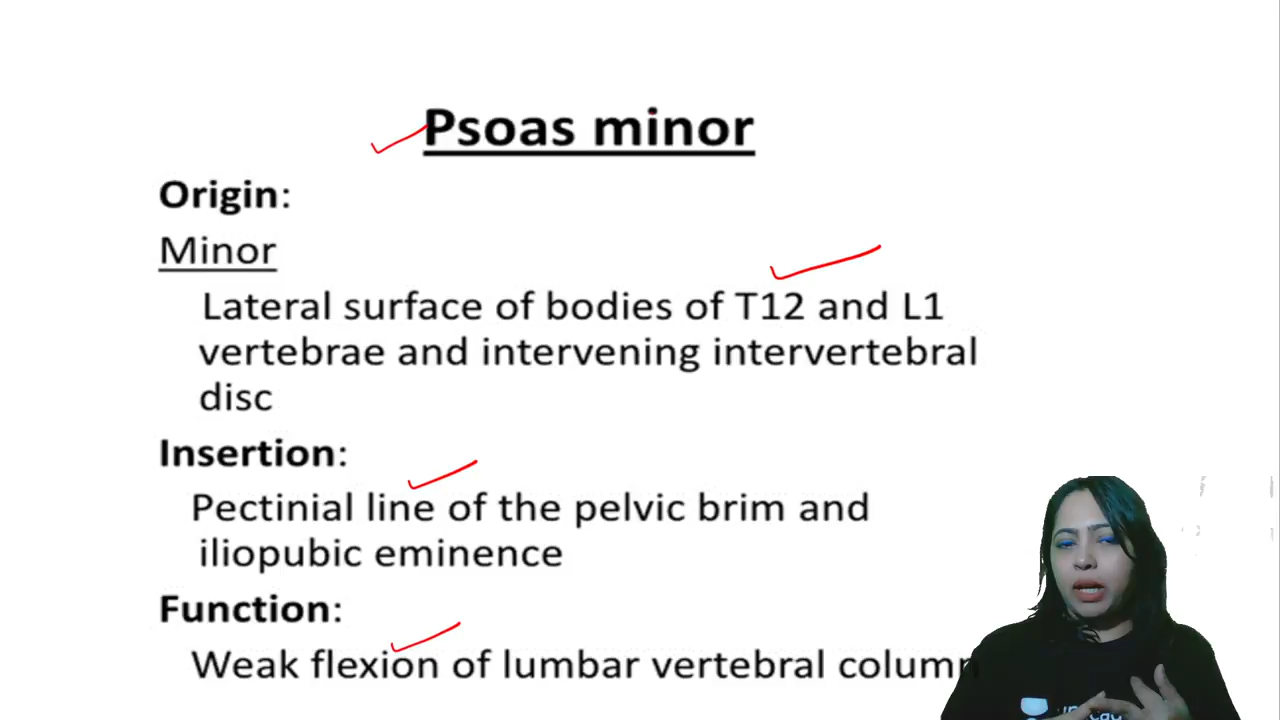 Psoas minor
Origin:
Minor
Lateral surface of bodies of T12 and L1
vertebrae and intervening intervertebral
disc
Insertion:
Pectinial line of the pelvic brim and
iliopubic eminence
Function:
Weak flexion of lumbar vertebral column